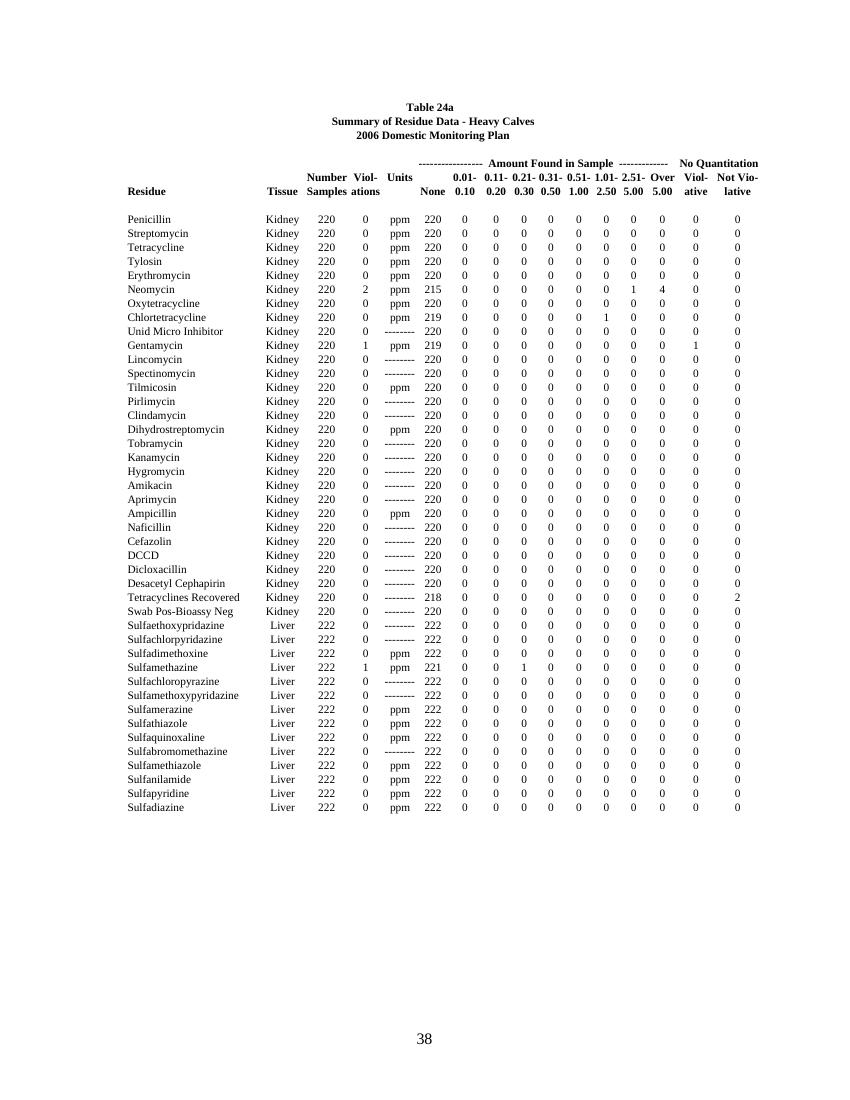 Table 24a
Summary of Residue Data - Heavy Calves
2006 Domestic Monitoring Plan
----------------- Amount Found in Sample ------------- No Quantitation
Number Viol- Units 0.01- 0.11- 0.21- 0.31- 0.51- 1.01- 2.51- Over Viol- Not Vio-
Residue Tissue Samples ations None 0.10 0.20 0.30 0.50 1.00 2.50 5.00 5.00 ative lative
Penicillin Kidney 220 0 ppm 220 0 0 0 0 0 0 0 0 0 0
Streptomycin Kidney 220 0 ppm 220 0 0 0 0 0 0 0 0 0 0
Tetracycline Kidney 220 0 ppm 220 0 0 0 0 0 0 0 0 0 0
Tylosin Kidney 220 0 ppm 220 0 0 0 0 0 0 0 0 0 0
Erythromycin Kidney 220 0 ppm 220 0 0 0 0 0 0 0 0 0 0
Neomycin Kidney 220 2 ppm 215 0 0 0 0 0 0 1 4 0 0
Oxytetracycline Kidney 220 0 ppm 220 0 0 0 0 0 0 0 0 0 0
Chlortetracycline Kidney 220 0 ppm 219 0 0 0 0 0 1 0 0 0 0
Unid Micro Inhibitor Kidney 220 0 -------- 220 0 0 0 0 0 0 0 0 0 0
Gentamycin Kidney 220 1 ppm 219 0 0 0 0 0 0 0 0 1 0
Lincomycin Kidney 220 0 -------- 220 0 0 0 0 0 0 0 0 0 0
Spectinomycin Kidney 220 0 -------- 220 0 0 0 0 0 0 0 0 0 0
Tilmicosin Kidney 220 0 ppm 220 0 0 0 0 0 0 0 0 0 0
Pirlimycin Kidney 220 0 -------- 220 0 0 0 0 0 0 0 0 0 0
Clindamycin Kidney 220 0 -------- 220 0 0 0 0 0 0 0 0 0 0
Dihydrostreptomycin Kidney 220 0 ppm 220 0 0 0 0 0 0 0 0 0 0
Tobramycin Kidney 220 0 -------- 220 0 0 0 0 0 0 0 0 0 0
Kanamycin Kidney 220 0 -------- 220 0 0 0 0 0 0 0 0 0 0
Hygromycin Kidney 220 0 -------- 220 0 0 0 0 0 0 0 0 0 0
Amikacin Kidney 220 0 -------- 220 0 0 0 0 0 0 0 0 0 0
Aprimycin Kidney 220 0 -------- 220 0 0 0 0 0 0 0 0 0 0
Ampicillin Kidney 220 0 ppm 220 0 0 0 0 0 0 0 0 0 0
Naficillin Kidney 220 0 -------- 220 0 0 0 0 0 0 0 0 0 0
Cefazolin Kidney 220 0 -------- 220 0 0 0 0 0 0 0 0 0 0
DCCD Kidney 220 0 -------- 220 0 0 0 0 0 0 0 0 0 0
Dicloxacillin Kidney 220 0 -------- 220 0 0 0 0 0 0 0 0 0 0
Desacetyl Cephapirin Kidney 220 0 -------- 220 0 0 0 0 0 0 0 0 0 0
Tetracyclines Recovered Kidney 220 0 -------- 218 0 0 0 0 0 0 0 0 0 2
Swab Pos-Bioassy Neg Kidney 220 0 -------- 220 0 0 0 0 0 0 0 0 0 0
Sulfaethoxypridazine Liver 222 0 -------- 222 0 0 0 0 0 0 0 0 0 0
Sulfachlorpyridazine Liver 222 0 -------- 222 0 0 0 0 0 0 0 0 0 0
Sulfadimethoxine Liver 222 0 ppm 222 0 0 0 0 0 0 0 0 0 0
Sulfamethazine Liver 222 1 ppm 221 0 0 1 0 0 0 0 0 0 0
Sulfachloropyrazine Liver 222 0 -------- 222 0 0 0 0 0 0 0 0 0 0
Sulfamethoxypyridazine Liver 222 0 -------- 222 0 0 0 0 0 0 0 0 0 0
Sulfamerazine Liver 222 0 ppm 222 0 0 0 0 0 0 0 0 0 0
Sulfathiazole Liver 222 0 ppm 222 0 0 0 0 0 0 0 0 0 0
Sulfaquinoxaline Liver 222 0 ppm 222 0 0 0 0 0 0 0 0 0 0
Sulfabromomethazine Liver 222 0 -------- 222 0 0 0 0 0 0 0 0 0 0
Sulfamethiazole Liver 222 0 ppm 222 0 0 0 0 0 0 0 0 0 0
Sulfanilamide Liver 222 0 ppm 222 0 0 0 0 0 0 0 0 0 0
Sulfapyridine Liver 222 0 ppm 222 0 0 0 0 0 0 0 0 0 0
Sulfadiazine Liver 222 0 ppm 222 0 0 0 0 0 0 0 0 0 0
38